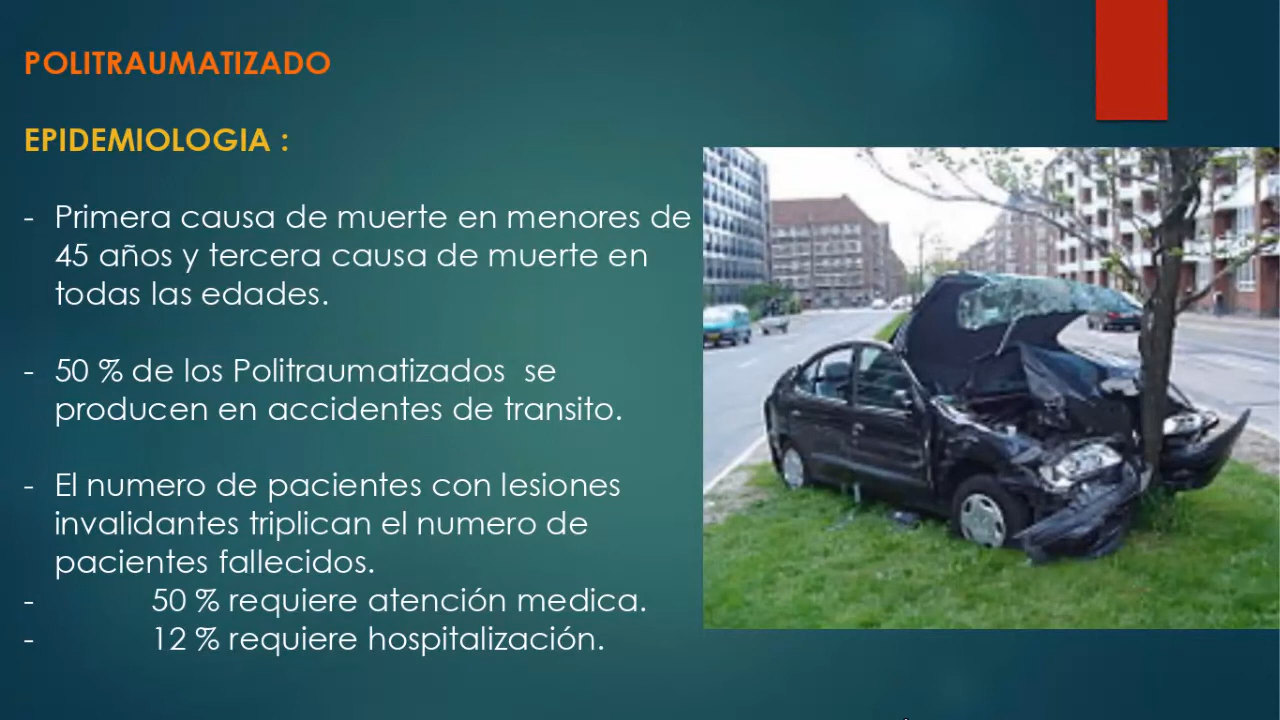 POLITRAUMATIZADO
EPIDEMIOLOGIA :
- Primera causa de muerte en menores de
45 años y tercera causa de muerte en
todas las edades.
- 50 % de los Politraumatizados se
producen en accidentes de transito.
- El numero de pacientes con lesiones
invalidantes triplican el numero de
pacientes fallecidos.
- 50 % requiere atención medica.
- 12 % requiere hospitalización.